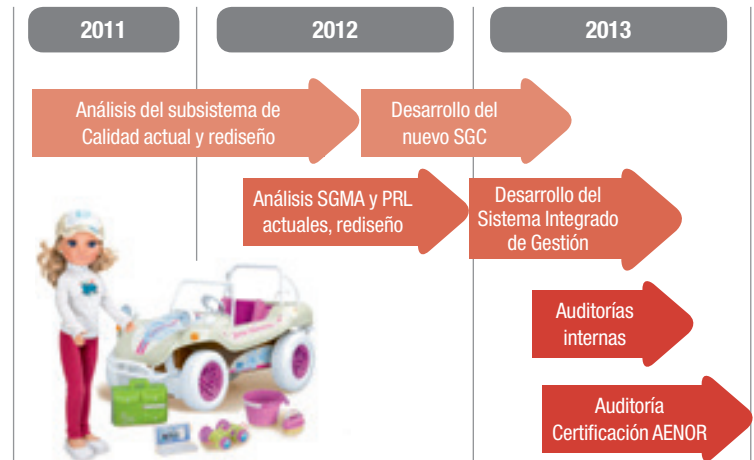 2011
2012
2013
Análisis del subsistema de
Calidad actual y rediseño
Desarrollo del
nuevo SGC
Análisis SGMA y PRL
actuales, rediseño
Desarrollo del
Sistema Integrado
de Gestión
Auditorías
internas
Auditoría
Certificación AENOR